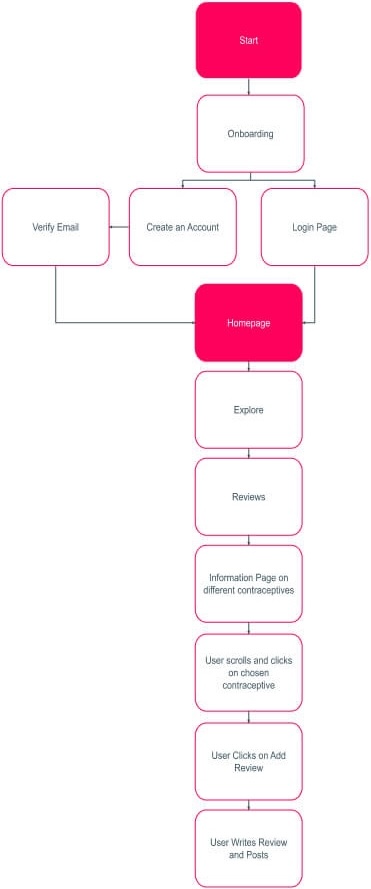 Start
Onboarding
Verify Email
Create an Account
Login Page
Homepage
Explore
Reviews
Information Page on
different contraceptives
User scrolls and clicks
on chosen
contraceptive
User Clicks on Add
Review
User Writes Review
and Posts